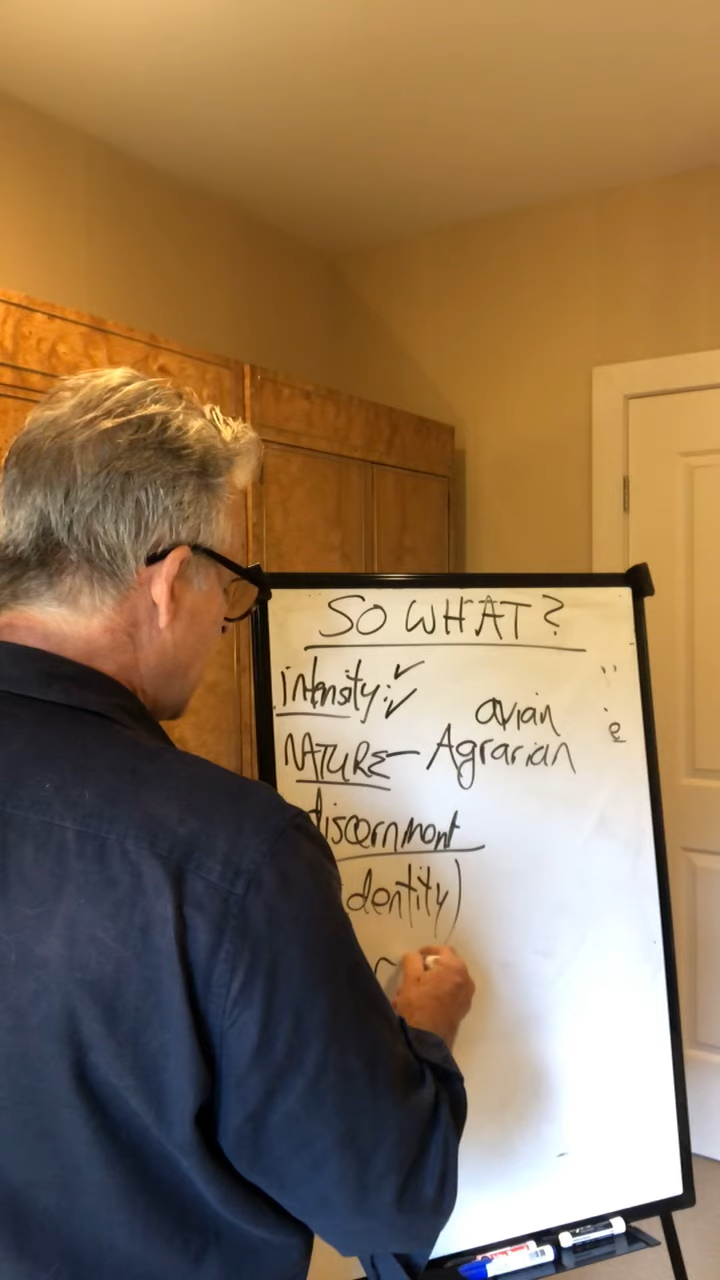 SO WHAT?
intensity:
avian
NATURE — Agrarian
discernment
dentity)